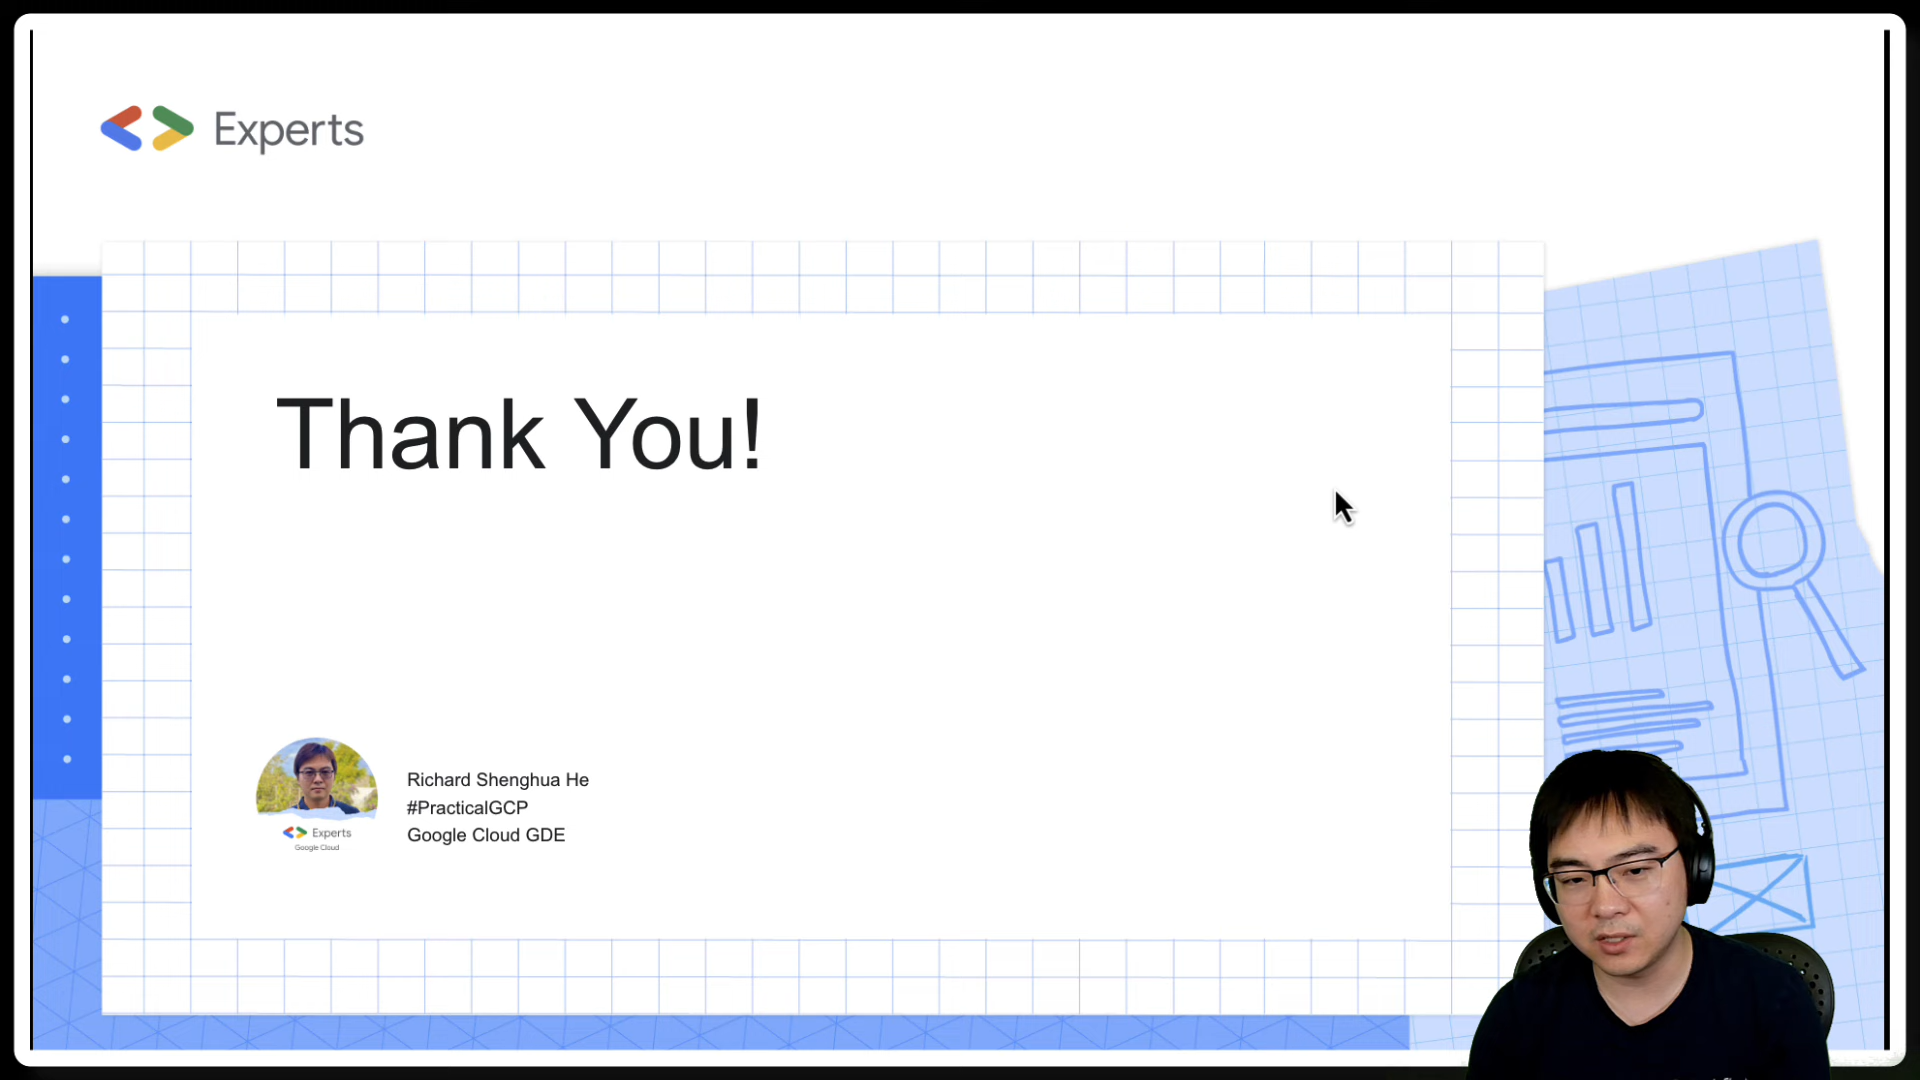 Experts
Thank You!
Richard Shenghua He
#PracticalGCP
Google Cloud GDE
Experts
Google Cloud